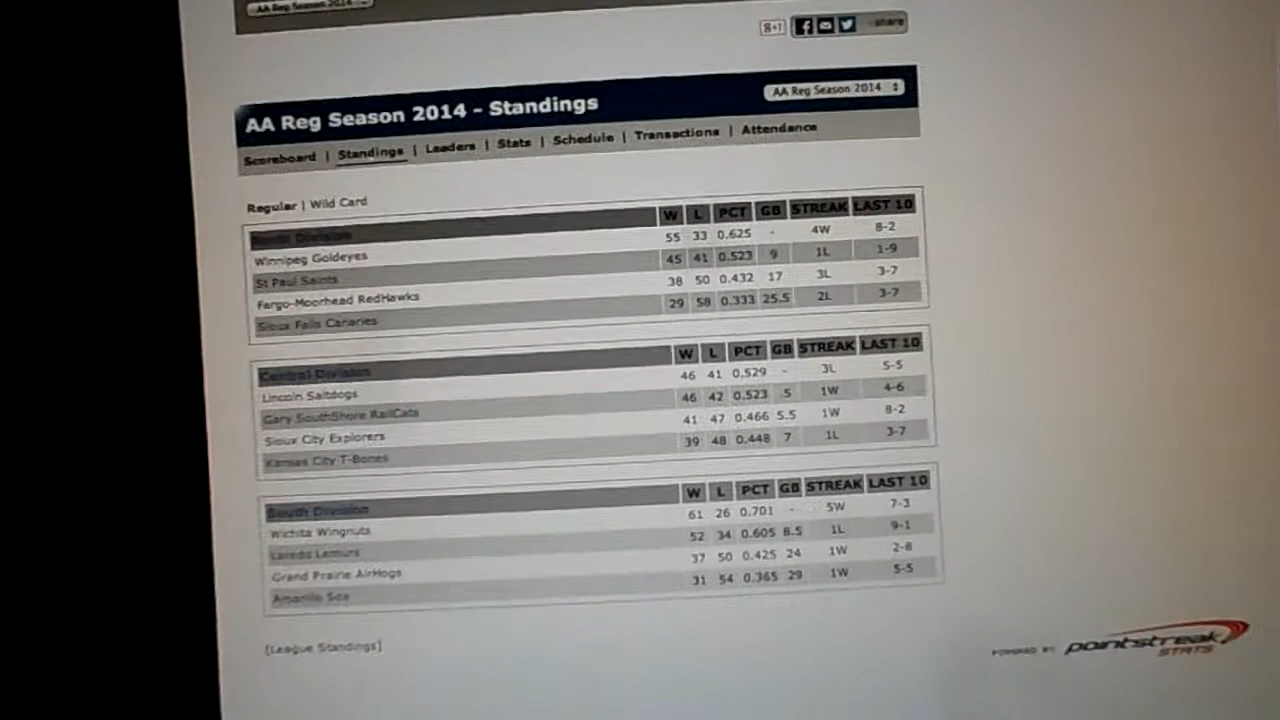 AA Reg Season 2014
g+1 share
AA Reg Season 2014 - Standings AA Reg Season 2014
Scoreboard | Standings | Leaders | Stats | Schedule | Transactions | Attendance
Regular | Wild Card
North Division W L PCT GB STREAK LAST 10
Winnipeg Goldeyes 55 33 0.625 - 4W 8-2
St Paul Saints 45 41 0.523 9 1L 1-9
Fargo-Moorhead RedHawks 38 50 0.432 17 3L 3-7
Sioux Falls Canaries 29 58 0.333 25.5 2L 3-7
Central Division W L PCT GB STREAK LAST 10
Lincoln Saltdogs 46 41 0.529 - 3L 5-5
Gary SouthShore RailCats 46 42 0.523 .5 1W 4-6
Sioux City Explorers 41 47 0.466 5.5 1W 8-2
Kansas City T-Bones 39 48 0.448 7 1L 3-7
South Division W L PCT GB STREAK LAST 10
Wichita Wingnuts 61 26 0.701 - 5W 7-3
Laredo Lemurs 52 34 0.605 8.5 1L 9-1
Grand Prairie AirHogs 37 50 0.425 24 1W 2-8
Amarillo Sox 31 54 0.365 29 1W 5-5
[League Standings]
POWERED BY pointstreak
STATS